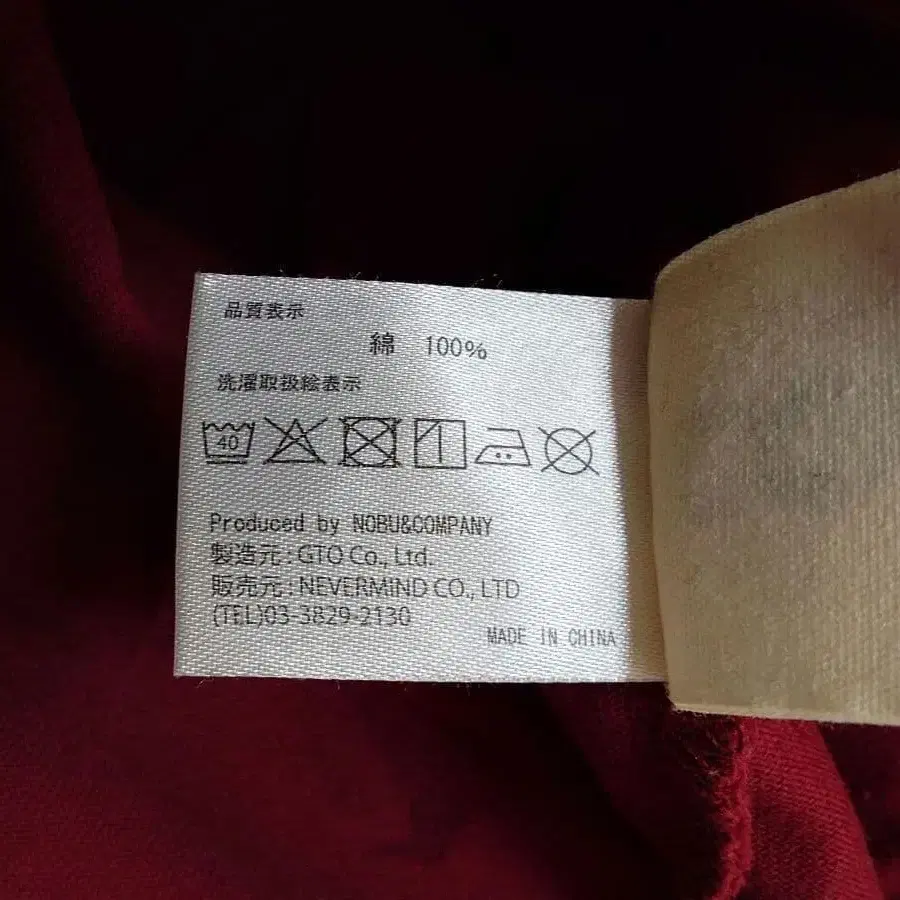 品質表示
綿 100%
洗濯取扱絵表示
40
Produced by NOBU&COMPANY
製造元:GTO Co., Ltd.
販売元:NEVERMIND CO., LTD
(TEL)03-3829-2130
MADE IN CHINA